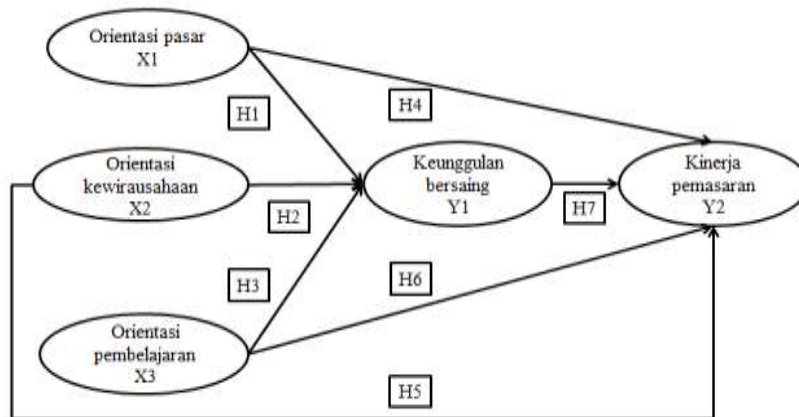 Orientasi pasar
X1
H1
H4
Orientasi
kewirausahaan
X2
H2
Keunggulan
bersaing
Y1
H7
Kinerja
pemasaran
Y2
H3
H6
Orientasi
pembelajaran
X3
H5